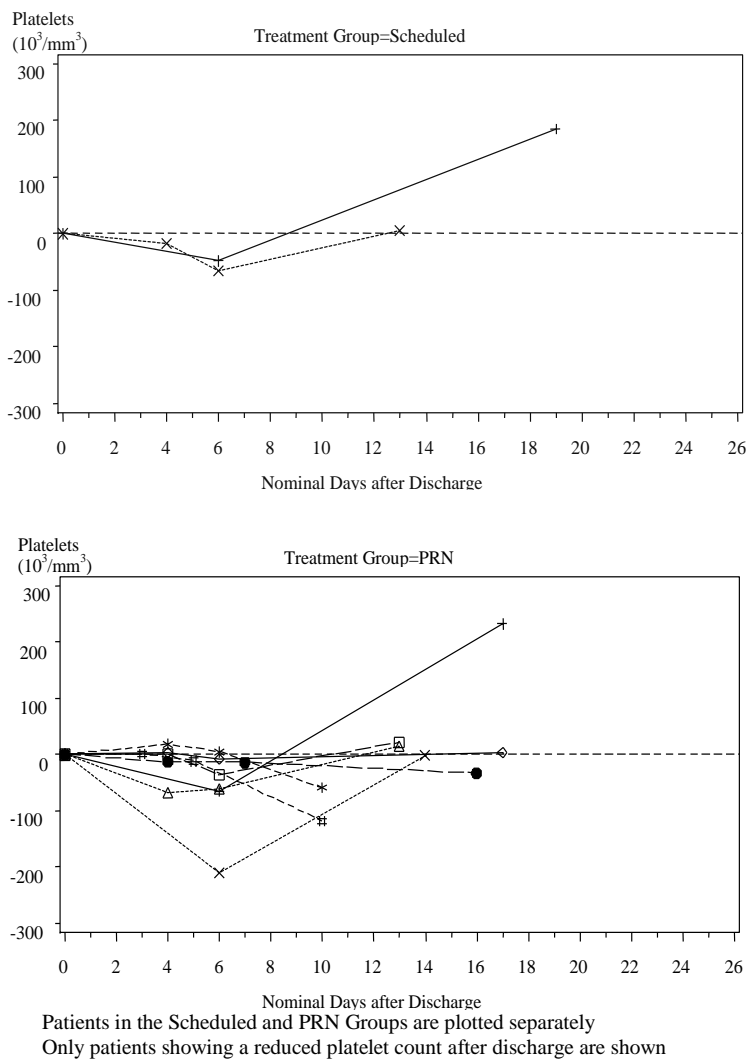 Platelets
(10³/mm³)
Treatment Group=Scheduled
300
200
100
0
-100
-200
-300
0 2 4 6 8 10 12 14 16 18 20 22 24 26
Nominal Days after Discharge
Platelets
(10³/mm³)
Treatment Group=PRN
300
200
100
0
-100
-200
-300
0 2 4 6 8 10 12 14 16 18 20 22 24 26
Nominal Days after Discharge
Patients in the Scheduled and PRN Groups are plotted separately
Only patients showing a reduced platelet count after discharge are shown